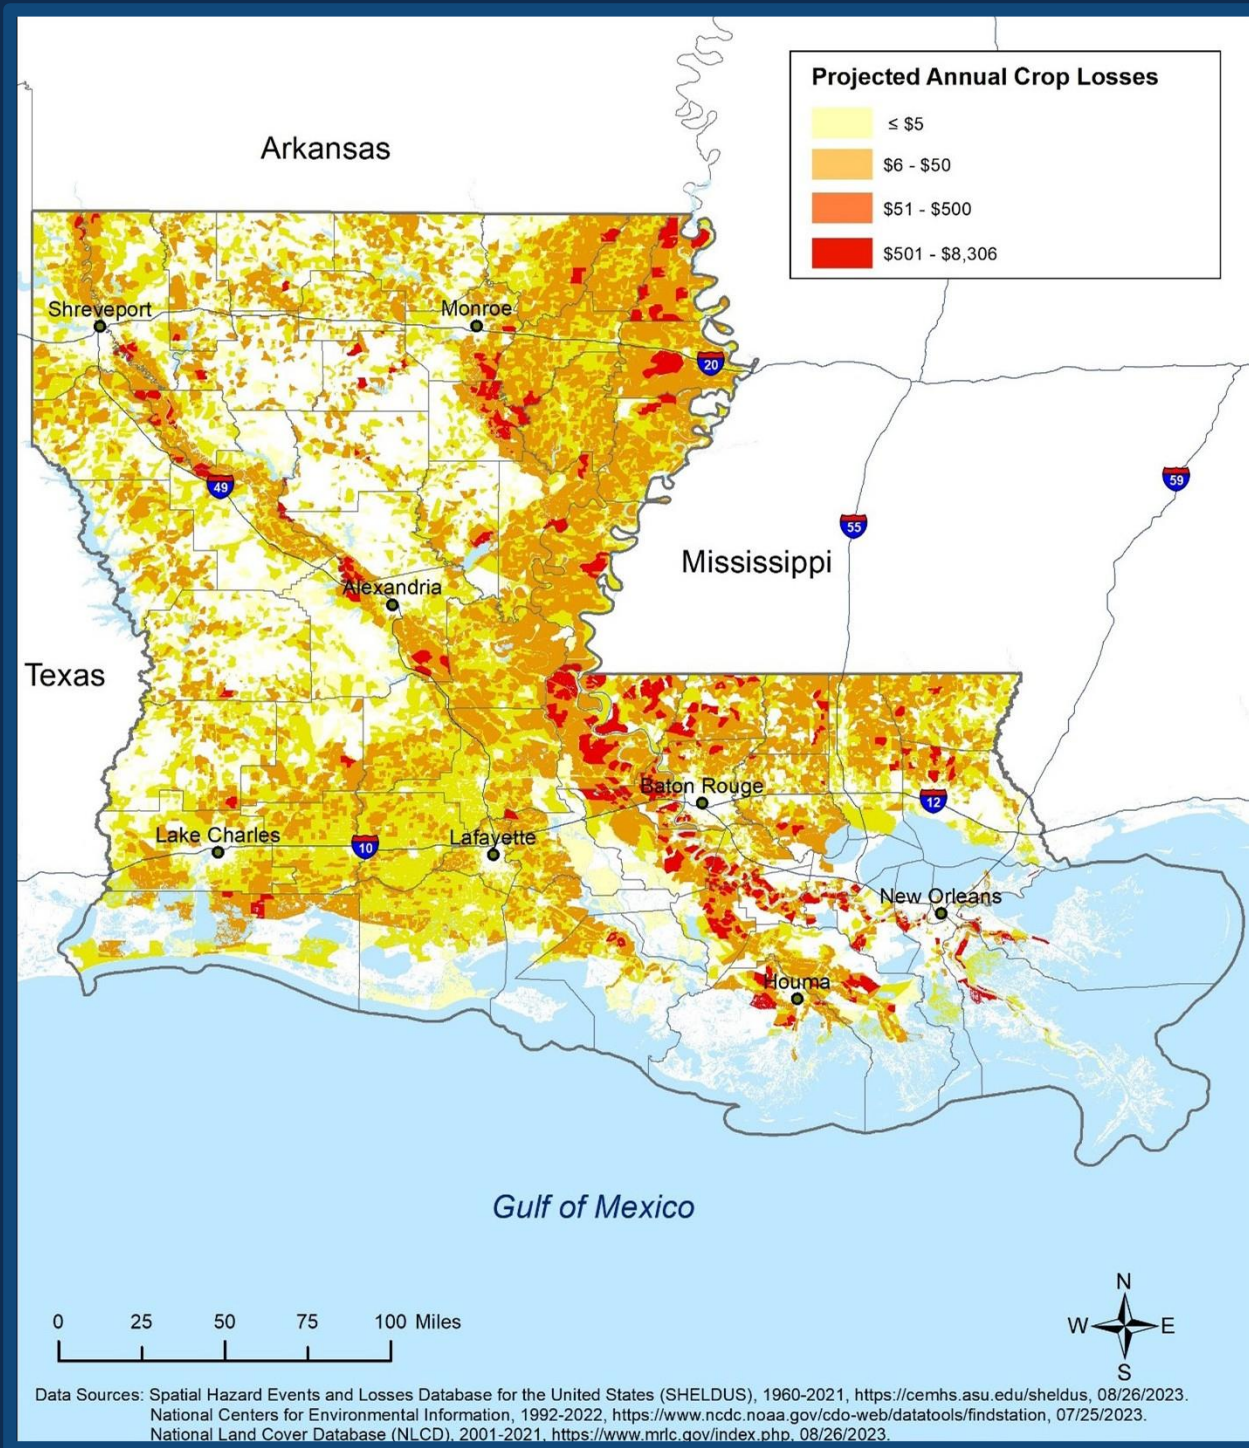 Projected Annual Crop Losses
≤ $5
$6 - $50
$51 - $500
$501 - $8,306
Arkansas
Shreveport
Monroe
20
49
59
55
Mississippi
Alexandria
Texas
Baton Rouge
12
Lake Charles
10
Lafayette
New Orleans
Houma
Gulf of Mexico
N
W
E
S
0 25 50 75 100 Miles
Data Sources: Spatial Hazard Events and Losses Database for the United States (SHELDUS), 1960-2021, https://cemhs.asu.edu/sheldus, 08/26/2023.
National Centers for Environmental Information, 1992-2022, https://www.ncdc.noaa.gov/cdo-web/datatools/findstation, 07/25/2023.
National Land Cover Database (NLCD), 2001-2021, https://www.mrlc.gov/index.php, 08/26/2023.